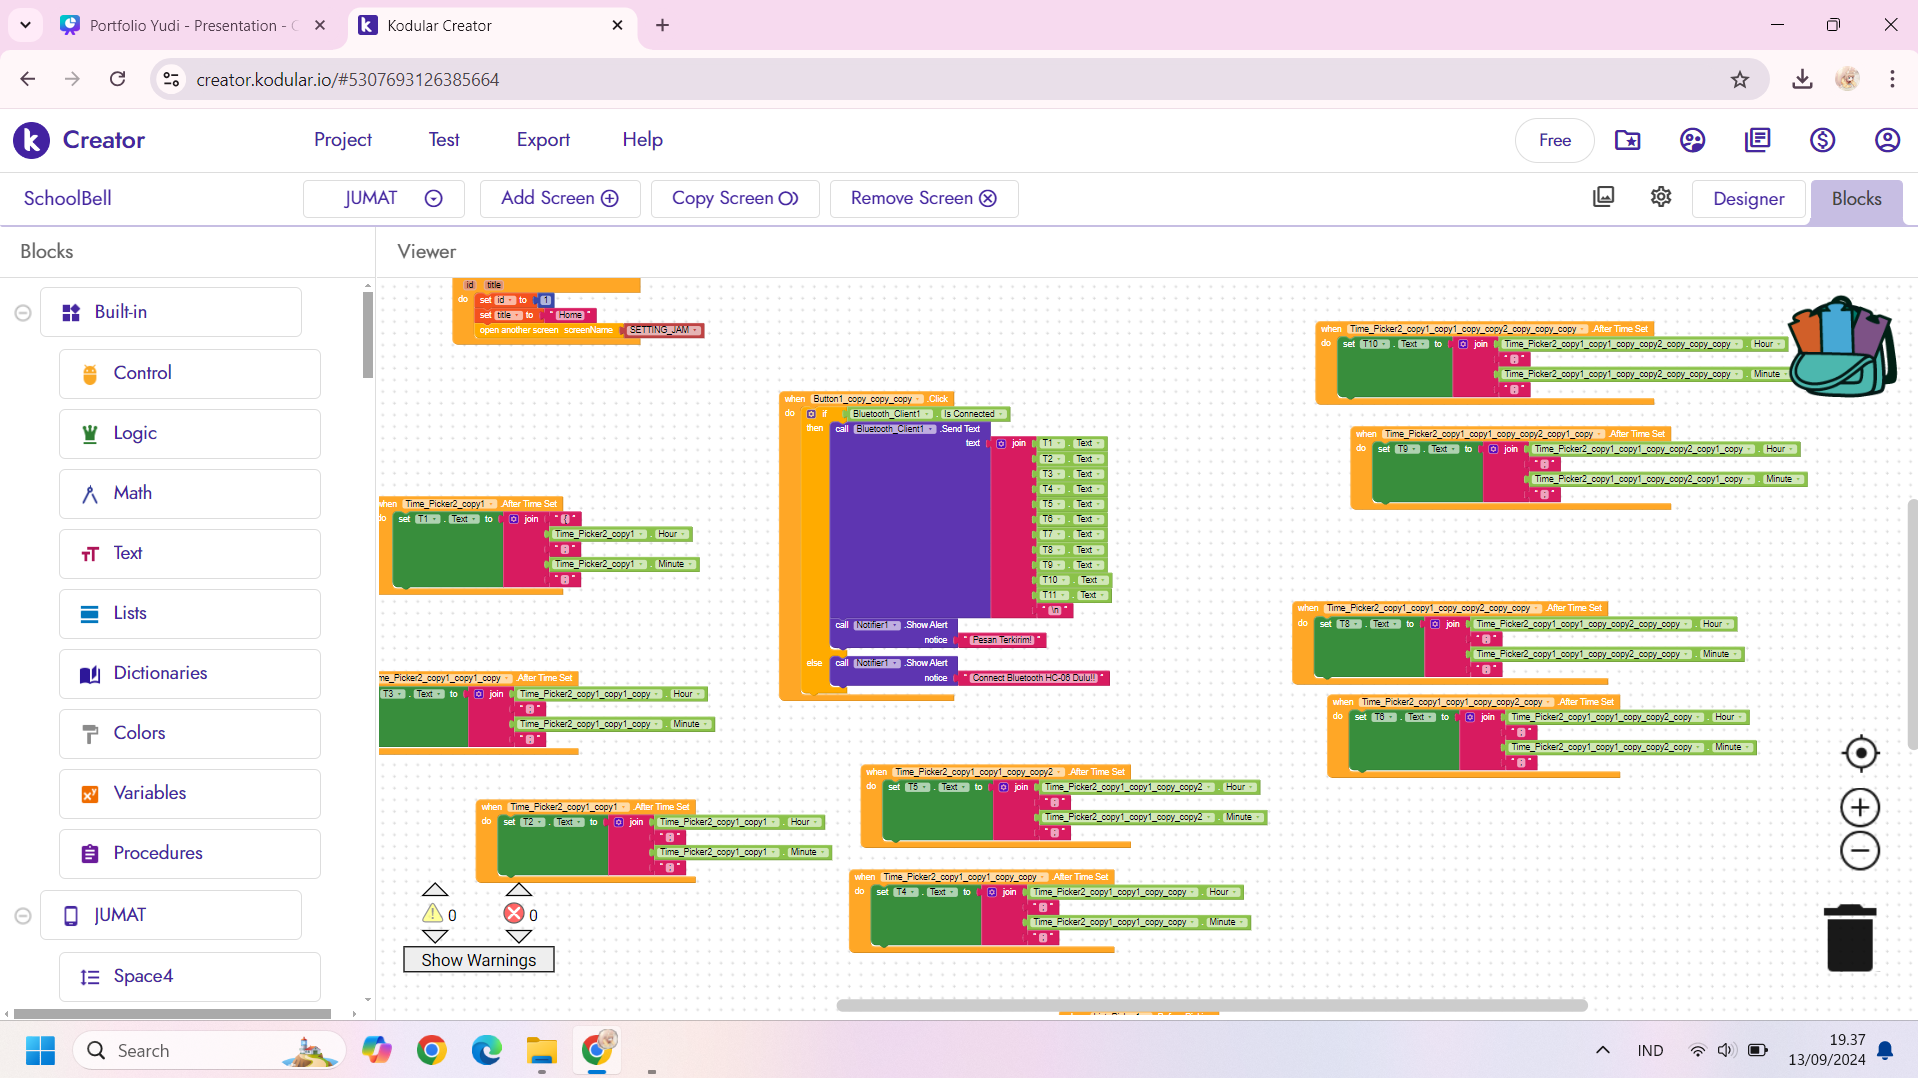 Portfolio Yudi - Presentation - C
Kodular Creator
creator.kodular.io/#5307693126385664
Creator
Project
Test
Export
Help
Free
SchoolBell
JUMAT
Add Screen
Copy Screen
Remove Screen
Designer
Blocks
Blocks
Viewer
Built-in
Control
Logic
Math
Text
Lists
Dictionaries
Colors
Variables
Procedures
JUMAT
Space4
id title
do set id to 1
set title to " Home "
open another screen screenName SETTING_JAM
when Time_Picker2_copy1 .After Time Set
do set T1 . Text to join
Time_Picker2_copy1 . Hour
Time_Picker2_copy1 . Minute
me_Picker2_copy1_copy1_copy .After Time Set
T3 . Text to join Time_Picker2_copy1_copy1_copy . Hour
Time_Picker2_copy1_copy1_copy . Minute
when Time_Picker2_copy1_copy1 .After Time Set
do set T2 . Text to join Time_Picker2_copy1_copy1 . Hour
Time_Picker2_copy1_copy1 . Minute
when Button1_copy_copy_copy .Click
do if Bluetooth_Client1 . Is Connected
then call Bluetooth_Client1 .Send Text
text join T1 . Text
T2 . Text
T3 . Text
T4 . Text
T5 . Text
T6 . Text
T7 . Text
T8 . Text
T9 . Text
T10 . Text
T11 . Text
" \n "
call Notifier1 .Show Alert
notice " Pesan Terkirim! "
else call Notifier1 .Show Alert
notice " Connect Bluetooth HC-06 Dulu!! "
when Time_Picker2_copy1_copy1_copy_copy2 .After Time Set
do set T5 . Text to join Time_Picker2_copy1_copy1_copy_copy2 . Hour
Time_Picker2_copy1_copy1_copy_copy2 . Minute
when Time_Picker2_copy1_copy1_copy_copy .After Time Set
do set T4 . Text to join Time_Picker2_copy1_copy1_copy_copy . Hour
Time_Picker2_copy1_copy1_copy_copy . Minute
when Time_Picker2_copy1_copy1_copy_copy2_copy_copy_copy .After Time Set
do set T10 . Text to join Time_Picker2_copy1_copy1_copy_copy2_copy_copy_copy . Hour
Time_Picker2_copy1_copy1_copy_copy2_copy_copy_copy . Minute
when Time_Picker2_copy1_copy1_copy_copy2_copy1_copy .After Time Set
do set T9 . Text to join Time_Picker2_copy1_copy1_copy_copy2_copy1_copy . Hour
Time_Picker2_copy1_copy1_copy_copy2_copy1_copy . Minute
when Time_Picker2_copy1_copy1_copy_copy2_copy_copy .After Time Set
do set T8 . Text to join Time_Picker2_copy1_copy1_copy_copy2_copy_copy . Hour
Time_Picker2_copy1_copy1_copy_copy2_copy_copy . Minute
when Time_Picker2_copy1_copy1_copy_copy2_copy .After Time Set
do set T6 . Text to join Time_Picker2_copy1_copy1_copy_copy2_copy . Hour
Time_Picker2_copy1_copy1_copy_copy2_copy . Minute
0
0
Show Warnings
Search
IND
19.37
13/09/2024